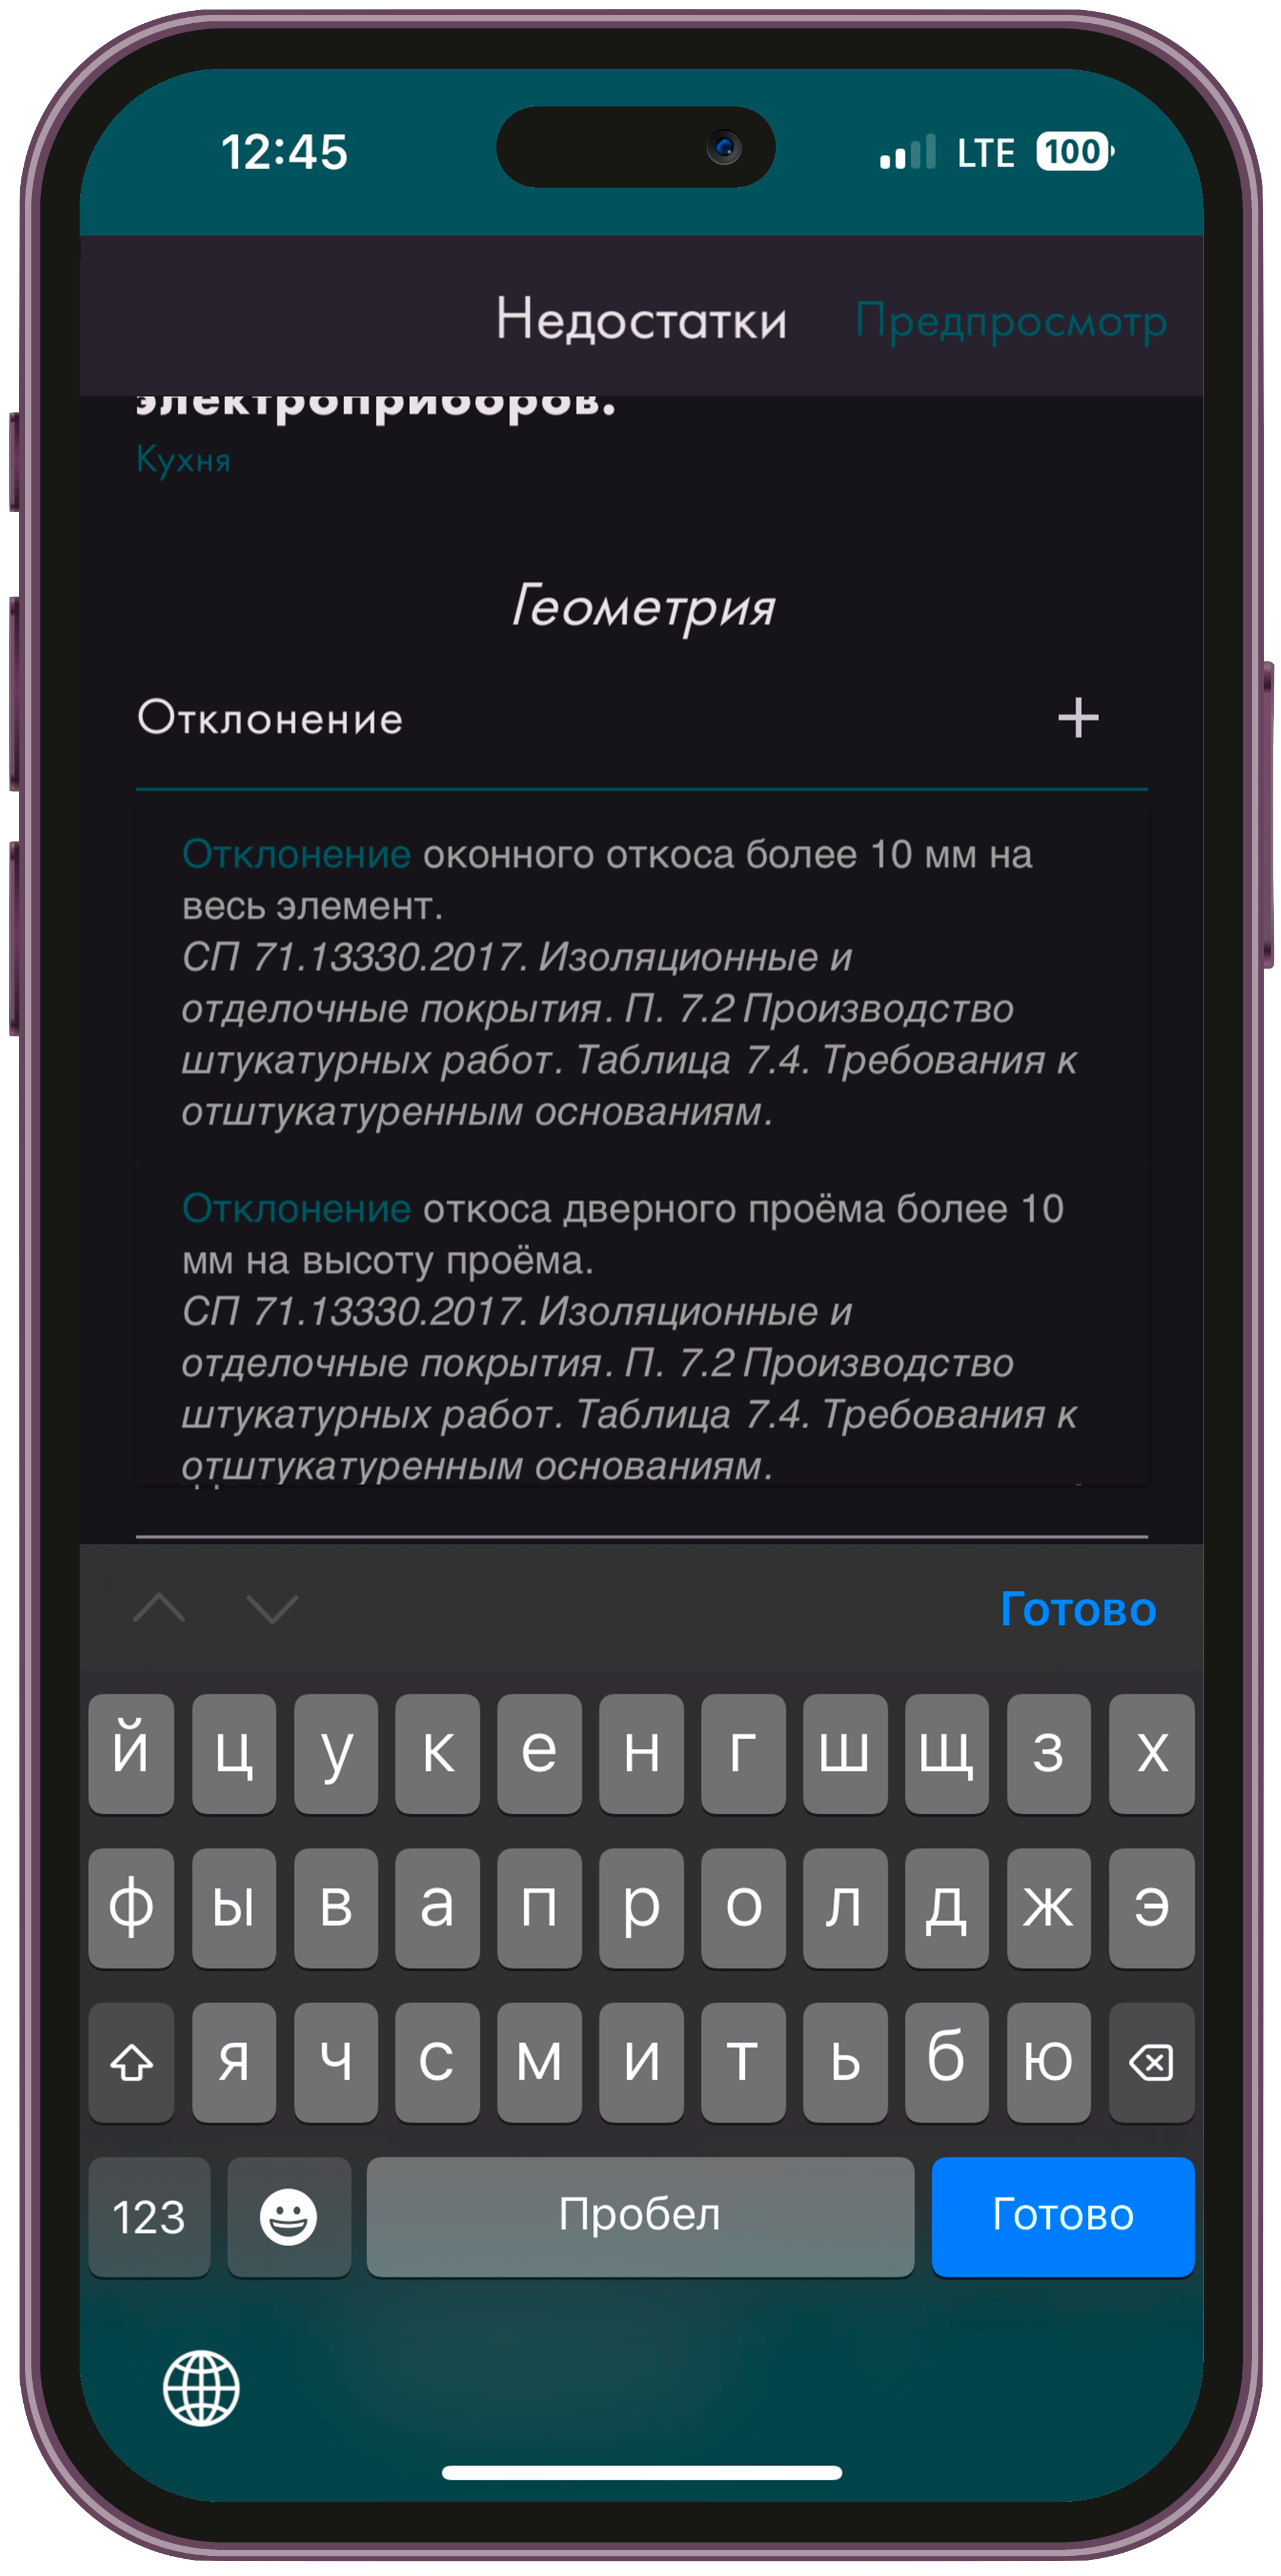 12:45
LTE 100
Недостатки Предпросмотр
электроприборов.
Кухня
Геометрия
Отклонение
Отклонение оконного откоса более 10 мм на
весь элемент.
СП 71.13330.2017. Изоляционные и
отделочные покрытия. П. 7.2 Производство
штукатурных работ. Таблица 7.4. Требования к
отштукатуренным основаниям.
Отклонение откоса дверного проёма более 10
мм на высоту проёма.
СП 71.13330.2017. Изоляционные и
отделочные покрытия. П. 7.2 Производство
штукатурных работ. Таблица 7.4. Требования к
отштукатуренным основаниям.
Готово
й ц у к е н г ш щ з х
ф ы в а п р о л д ж э
я ч с м и т ь б ю
123 Пробел Готово